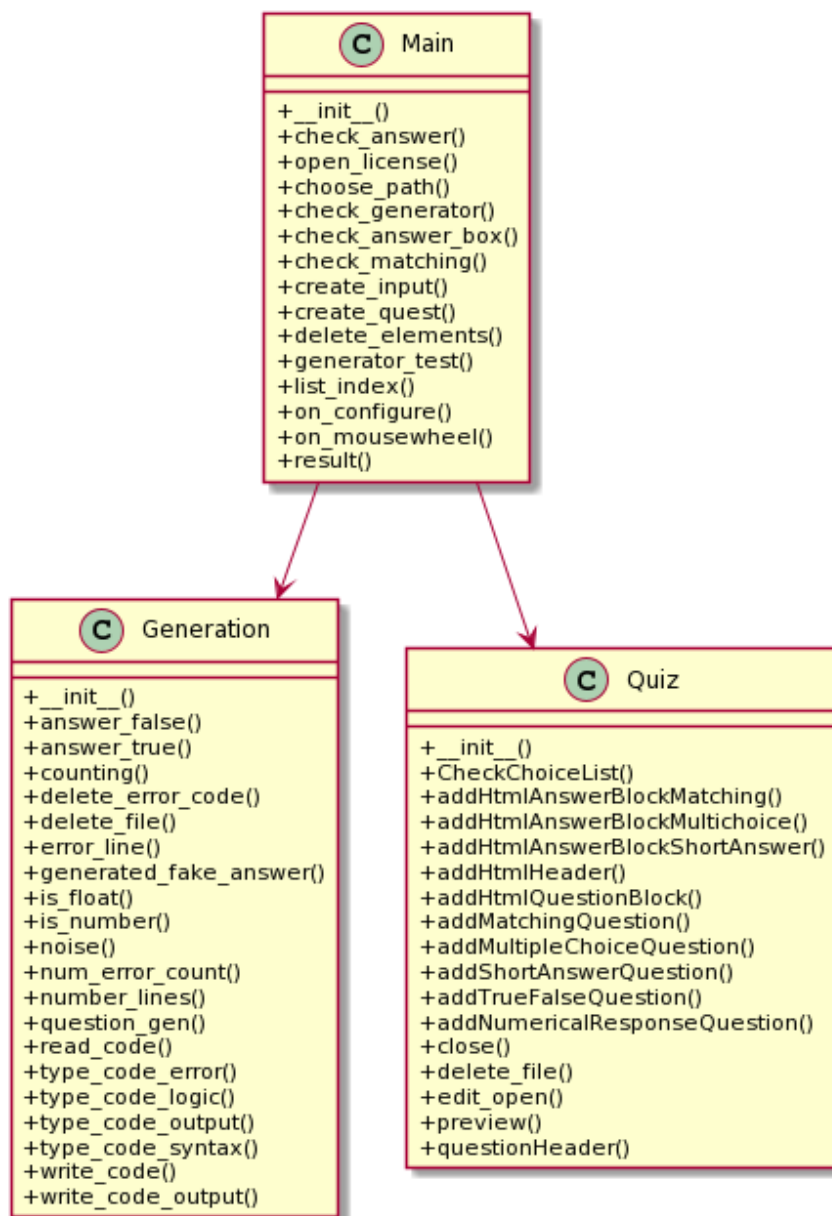 C Main
+__init__()
+check_answer()
+open_license()
+choose_path()
+check_generator()
+check_answer_box()
+check_matching()
+create_input()
+create_quest()
+delete_elements()
+generator_test()
+list_index()
+on_configure()
+on_mousewheel()
+result()
C Generation
+__init__()
+answer_false()
+answer_true()
+counting()
+delete_error_code()
+delete_file()
+error_line()
+generated_fake_answer()
+is_float()
+is_number()
+noise()
+num_error_count()
+number_lines()
+question_gen()
+read_code()
+type_code_error()
+type_code_logic()
+type_code_output()
+type_code_syntax()
+write_code()
+write_code_output()
C Quiz
+__init__()
+CheckChoiceList()
+addHtmlAnswerBlockMatching()
+addHtmlAnswerBlockMultichoice()
+addHtmlAnswerBlockShortAnswer()
+addHtmlHeader()
+addHtmlQuestionBlock()
+addMatchingQuestion()
+addMultipleChoiceQuestion()
+addShortAnswerQuestion()
+addTrueFalseQuestion()
+addNumericalResponseQuestion()
+close()
+delete_file()
+edit_open()
+preview()
+questionHeader()